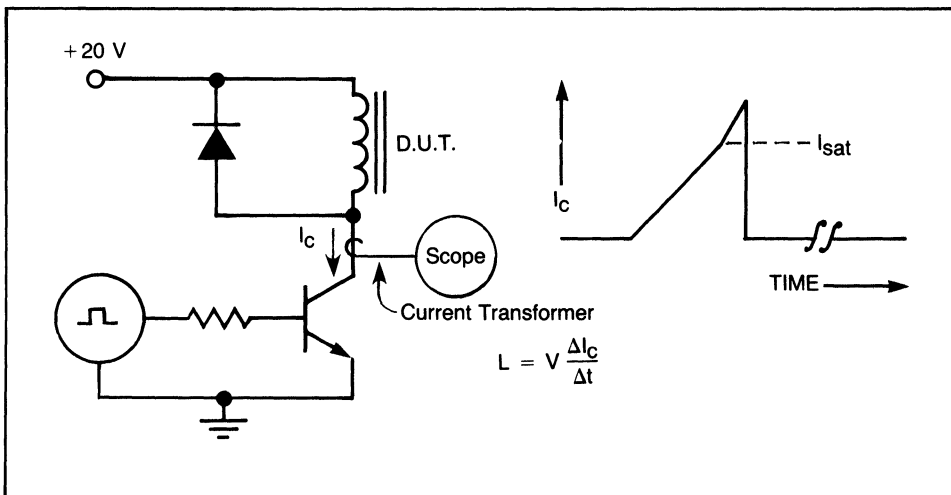 +20 V
D.U.T.
I_C
Scope
Current Transformer
L = V ΔI_C/Δt
I_C
I_sat
TIME